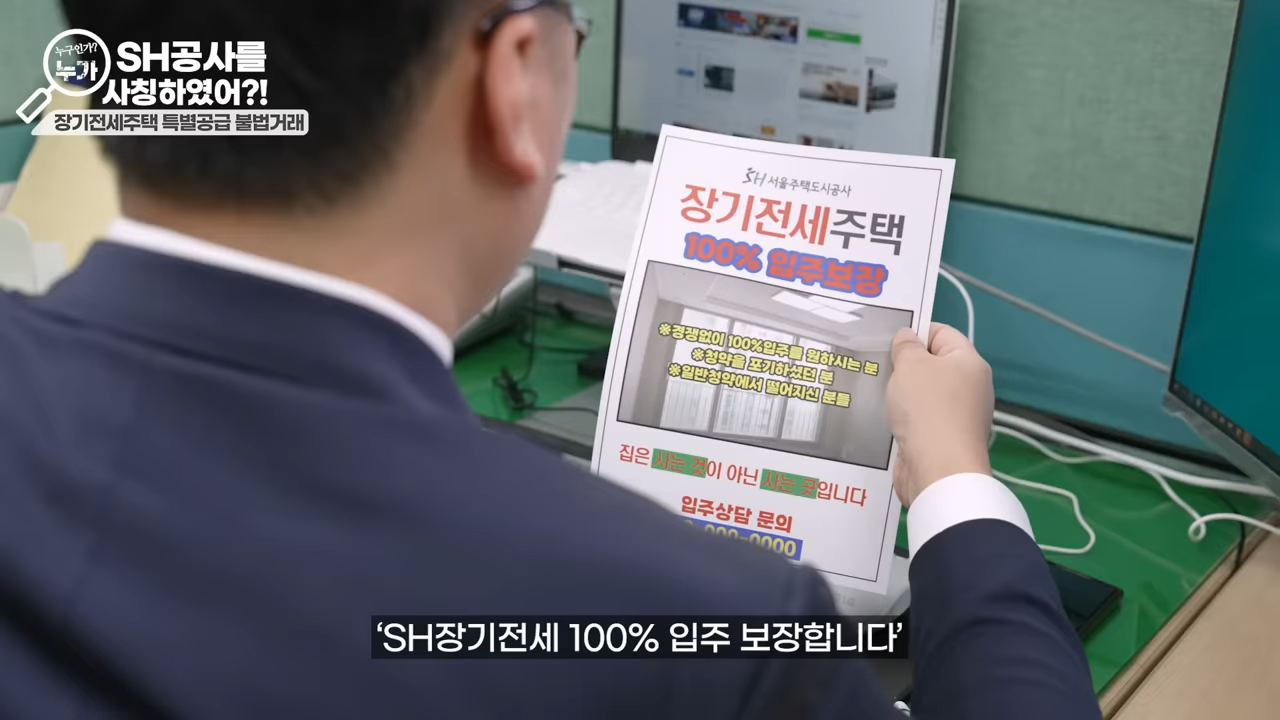 누구인가?
누가
SH공사를
사칭하였어?!
장기전세주택 특별공급 불법거래
SH 서울주택도시공사
장기전세주택
100% 입주보장
※경쟁없이 100%입주를 원하시는 분
※청약을 포기하셨던 분
※일반청약에서 떨어지신 분들
집은 사는 것이 아닌 사는 곳입니다
입주상담 문의
-000-0000
‘SH장기전세 100% 입주 보장합니다’